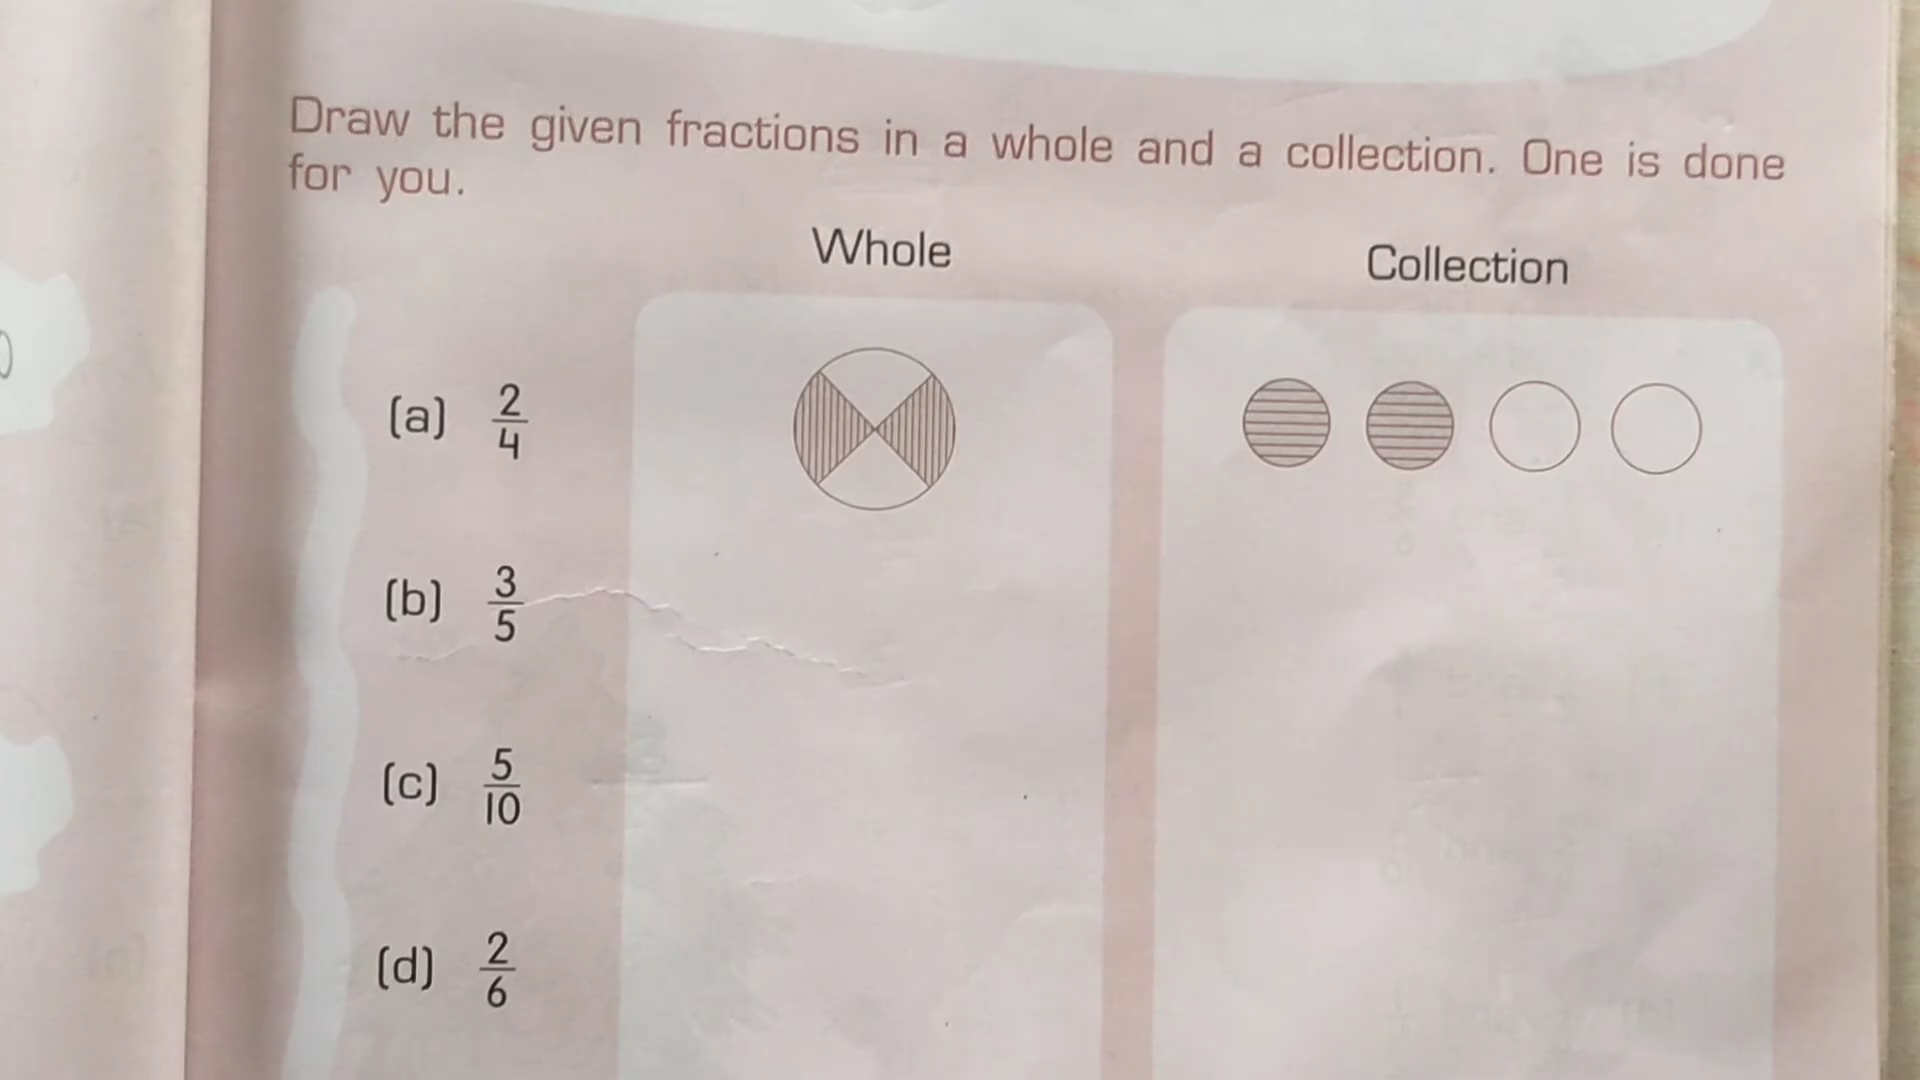 Draw the given fractions in a whole and a collection. One is done
for you.
Whole
Collection
(a) 2/4
(b) 3/5
(c) 5/10
(d) 2/6